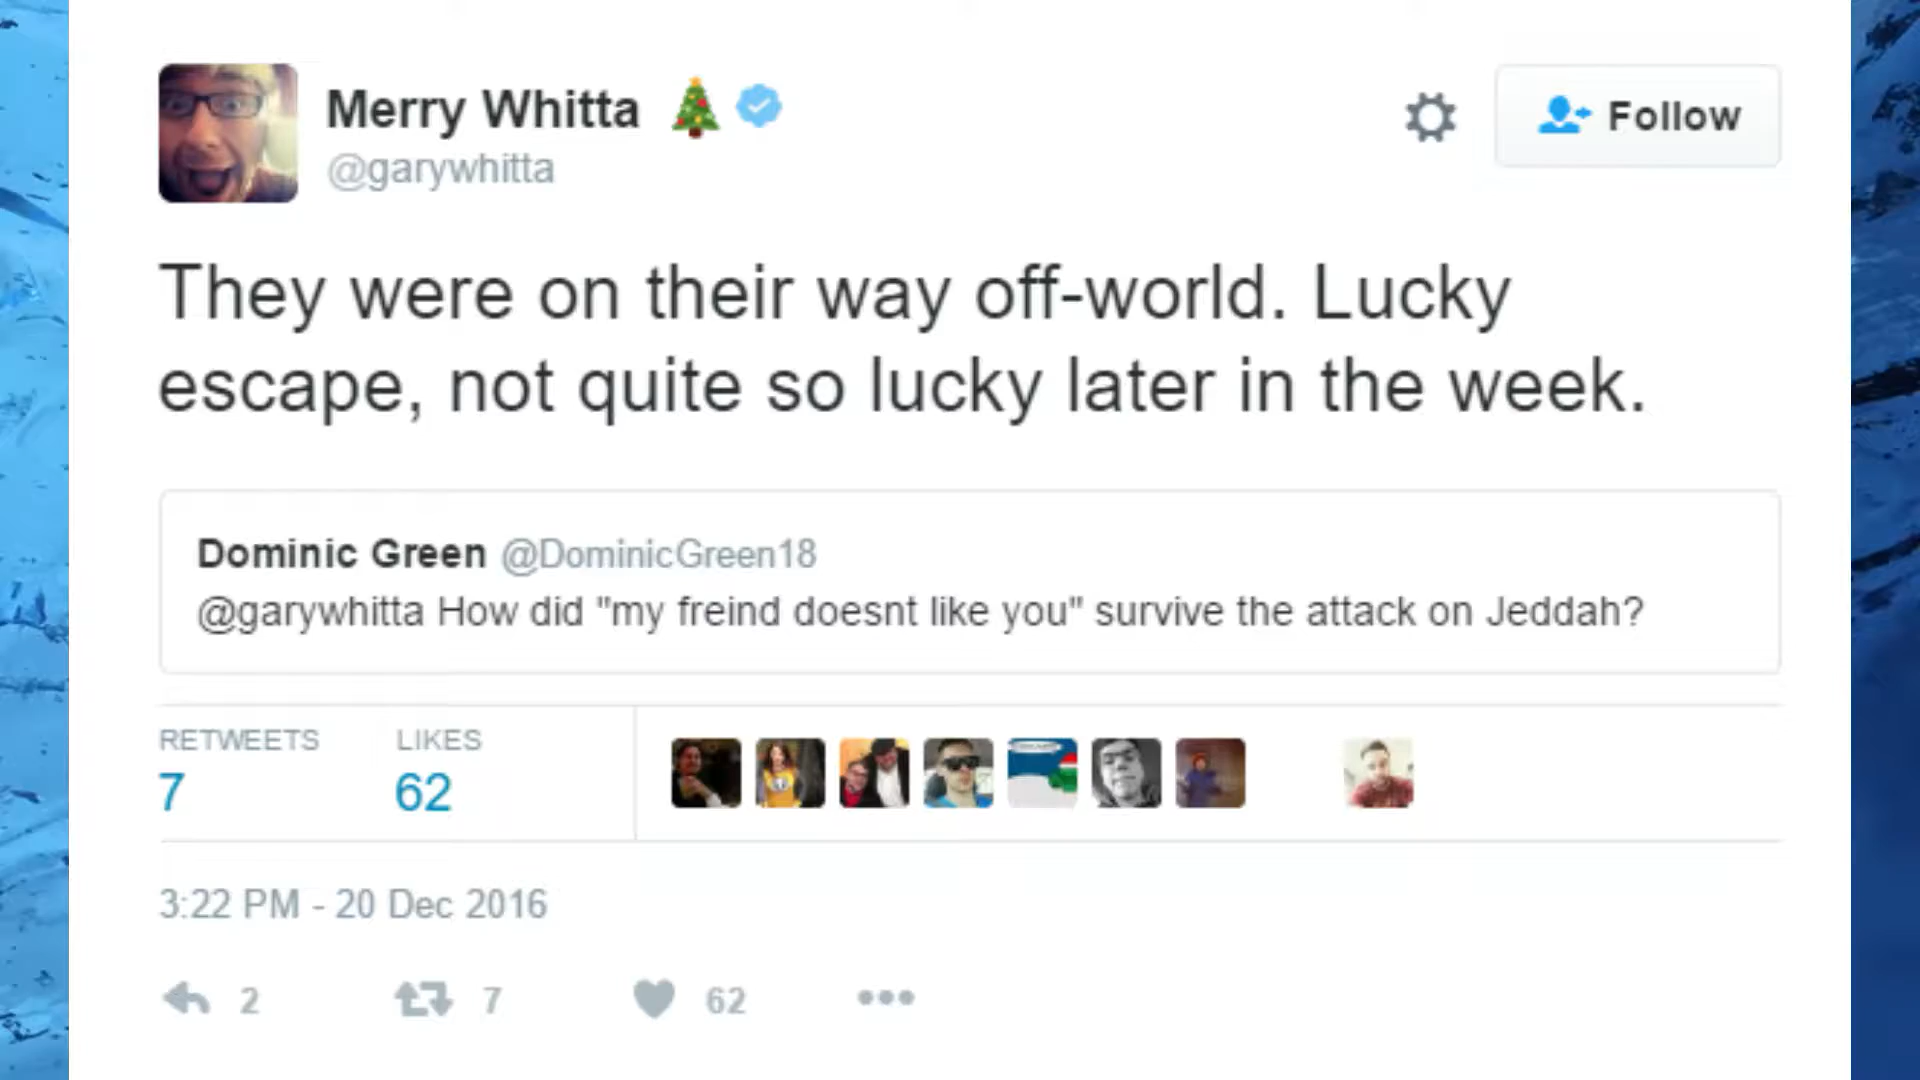 Merry Whitta
@garywhitta
Follow
They were on their way off-world. Lucky
escape, not quite so lucky later in the week.
Dominic Green @DominicGreen18
@garywhitta How did "my freind doesnt like you" survive the attack on Jeddah?
RETWEETS LIKES
7 62
3:22 PM - 20 Dec 2016
2 7 62